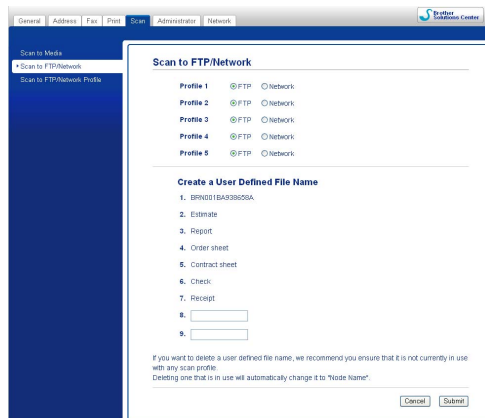 General Address Fax Print Scan Administrator Network
Brother
Solutions Center
Scan to Media
Scan to FTP/Network
Scan to FTP/Network Profile
Scan to FTP/Network
Profile 1 FTP Network
Profile 2 FTP Network
Profile 3 FTP Network
Profile 4 FTP Network
Profile 5 FTP Network
Create a User Defined File Name
1. BRN001BA938658A
2. Estimate
3. Report
4. Order sheet
5. Contract sheet
6. Check
7. Receipt
8.
9.
If you want to delete a user defined file name, we recommend you ensure that it is not currently in use
with any scan profile.
Deleting one that is in use will automatically change it to "Node Name".
Cancel Submit